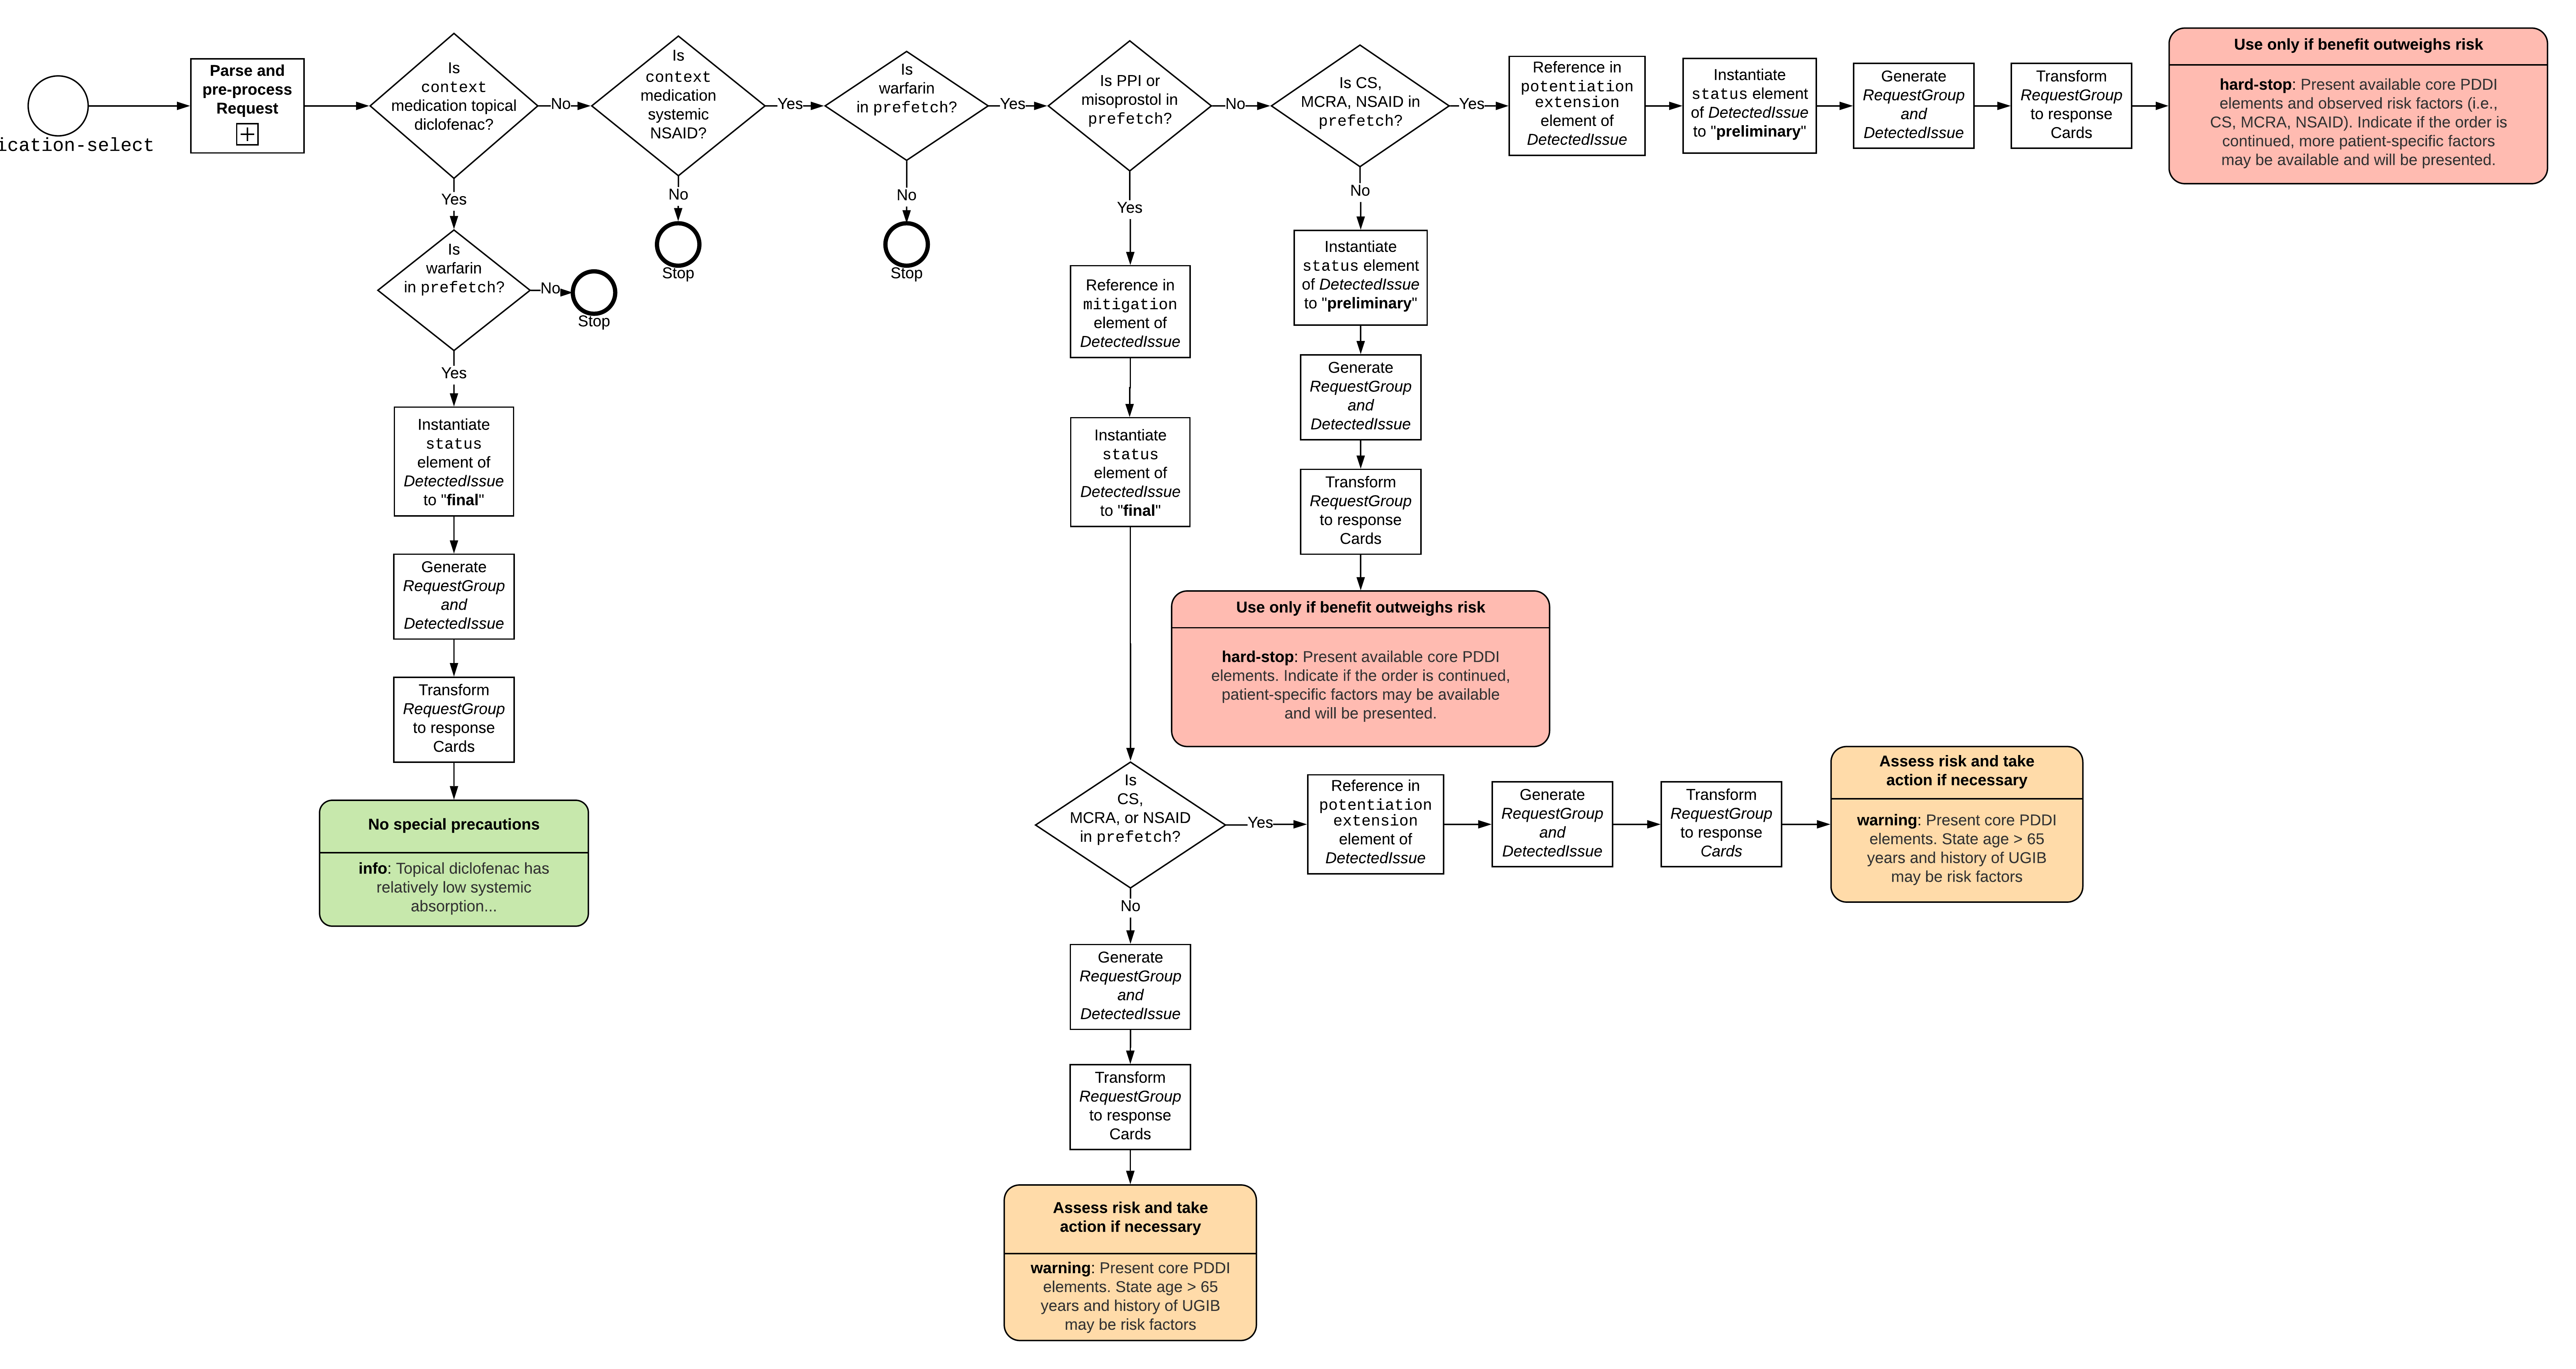 ication-select
Parse and
pre-process
Request
Is
context
medication topical
diclofenac?
No
Is
context
medication
systemic
NSAID?
Yes
Is
warfarin
in prefetch?
Yes
Is PPI or
misoprostol in
prefetch?
No
Is CS,
MCRA, NSAID in
prefetch?
Yes
Reference in
potentiation
extension
element of
DetectedIssue
Instantiate
status element
of DetectedIssue
to "preliminary"
Generate
RequestGroup
and
DetectedIssue
Transform
RequestGroup
to response
Cards
Use only if benefit outweighs risk
hard-stop: Present available core PDDI
elements and observed risk factors (i.e.,
CS, MCRA, NSAID). Indicate if the order is
continued, more patient-specific factors
may be available and will be presented.
Yes
Is
warfarin
in prefetch?
No
Stop
Yes
Instantiate
status
element of
DetectedIssue
to "final"
Generate
RequestGroup
and
DetectedIssue
Transform
RequestGroup
to response
Cards
No special precautions
info: Topical diclofenac has
relatively low systemic
absorption...
No
Stop
No
Stop
Yes
Reference in
mitigation
element of
DetectedIssue
Instantiate
status
element of
DetectedIssue
to "final"
No
Instantiate
status element
of DetectedIssue
to "preliminary"
Generate
RequestGroup
and
DetectedIssue
Transform
RequestGroup
to response
Cards
Use only if benefit outweighs risk
hard-stop: Present available core PDDI
elements. Indicate if the order is continued,
patient-specific factors may be available
and will be presented.
Is
CS,
MCRA, or NSAID
in prefetch?
Yes
Reference in
potentiation
extension
element of
DetectedIssue
Generate
RequestGroup
and
DetectedIssue
Transform
RequestGroup
to response
Cards
Assess risk and take
action if necessary
warning: Present core PDDI
elements. State age > 65
years and history of UGIB
may be risk factors
No
Generate
RequestGroup
and
DetectedIssue
Transform
RequestGroup
to response
Cards
Assess risk and take
action if necessary
warning: Present core PDDI
elements. State age > 65
years and history of UGIB
may be risk factors